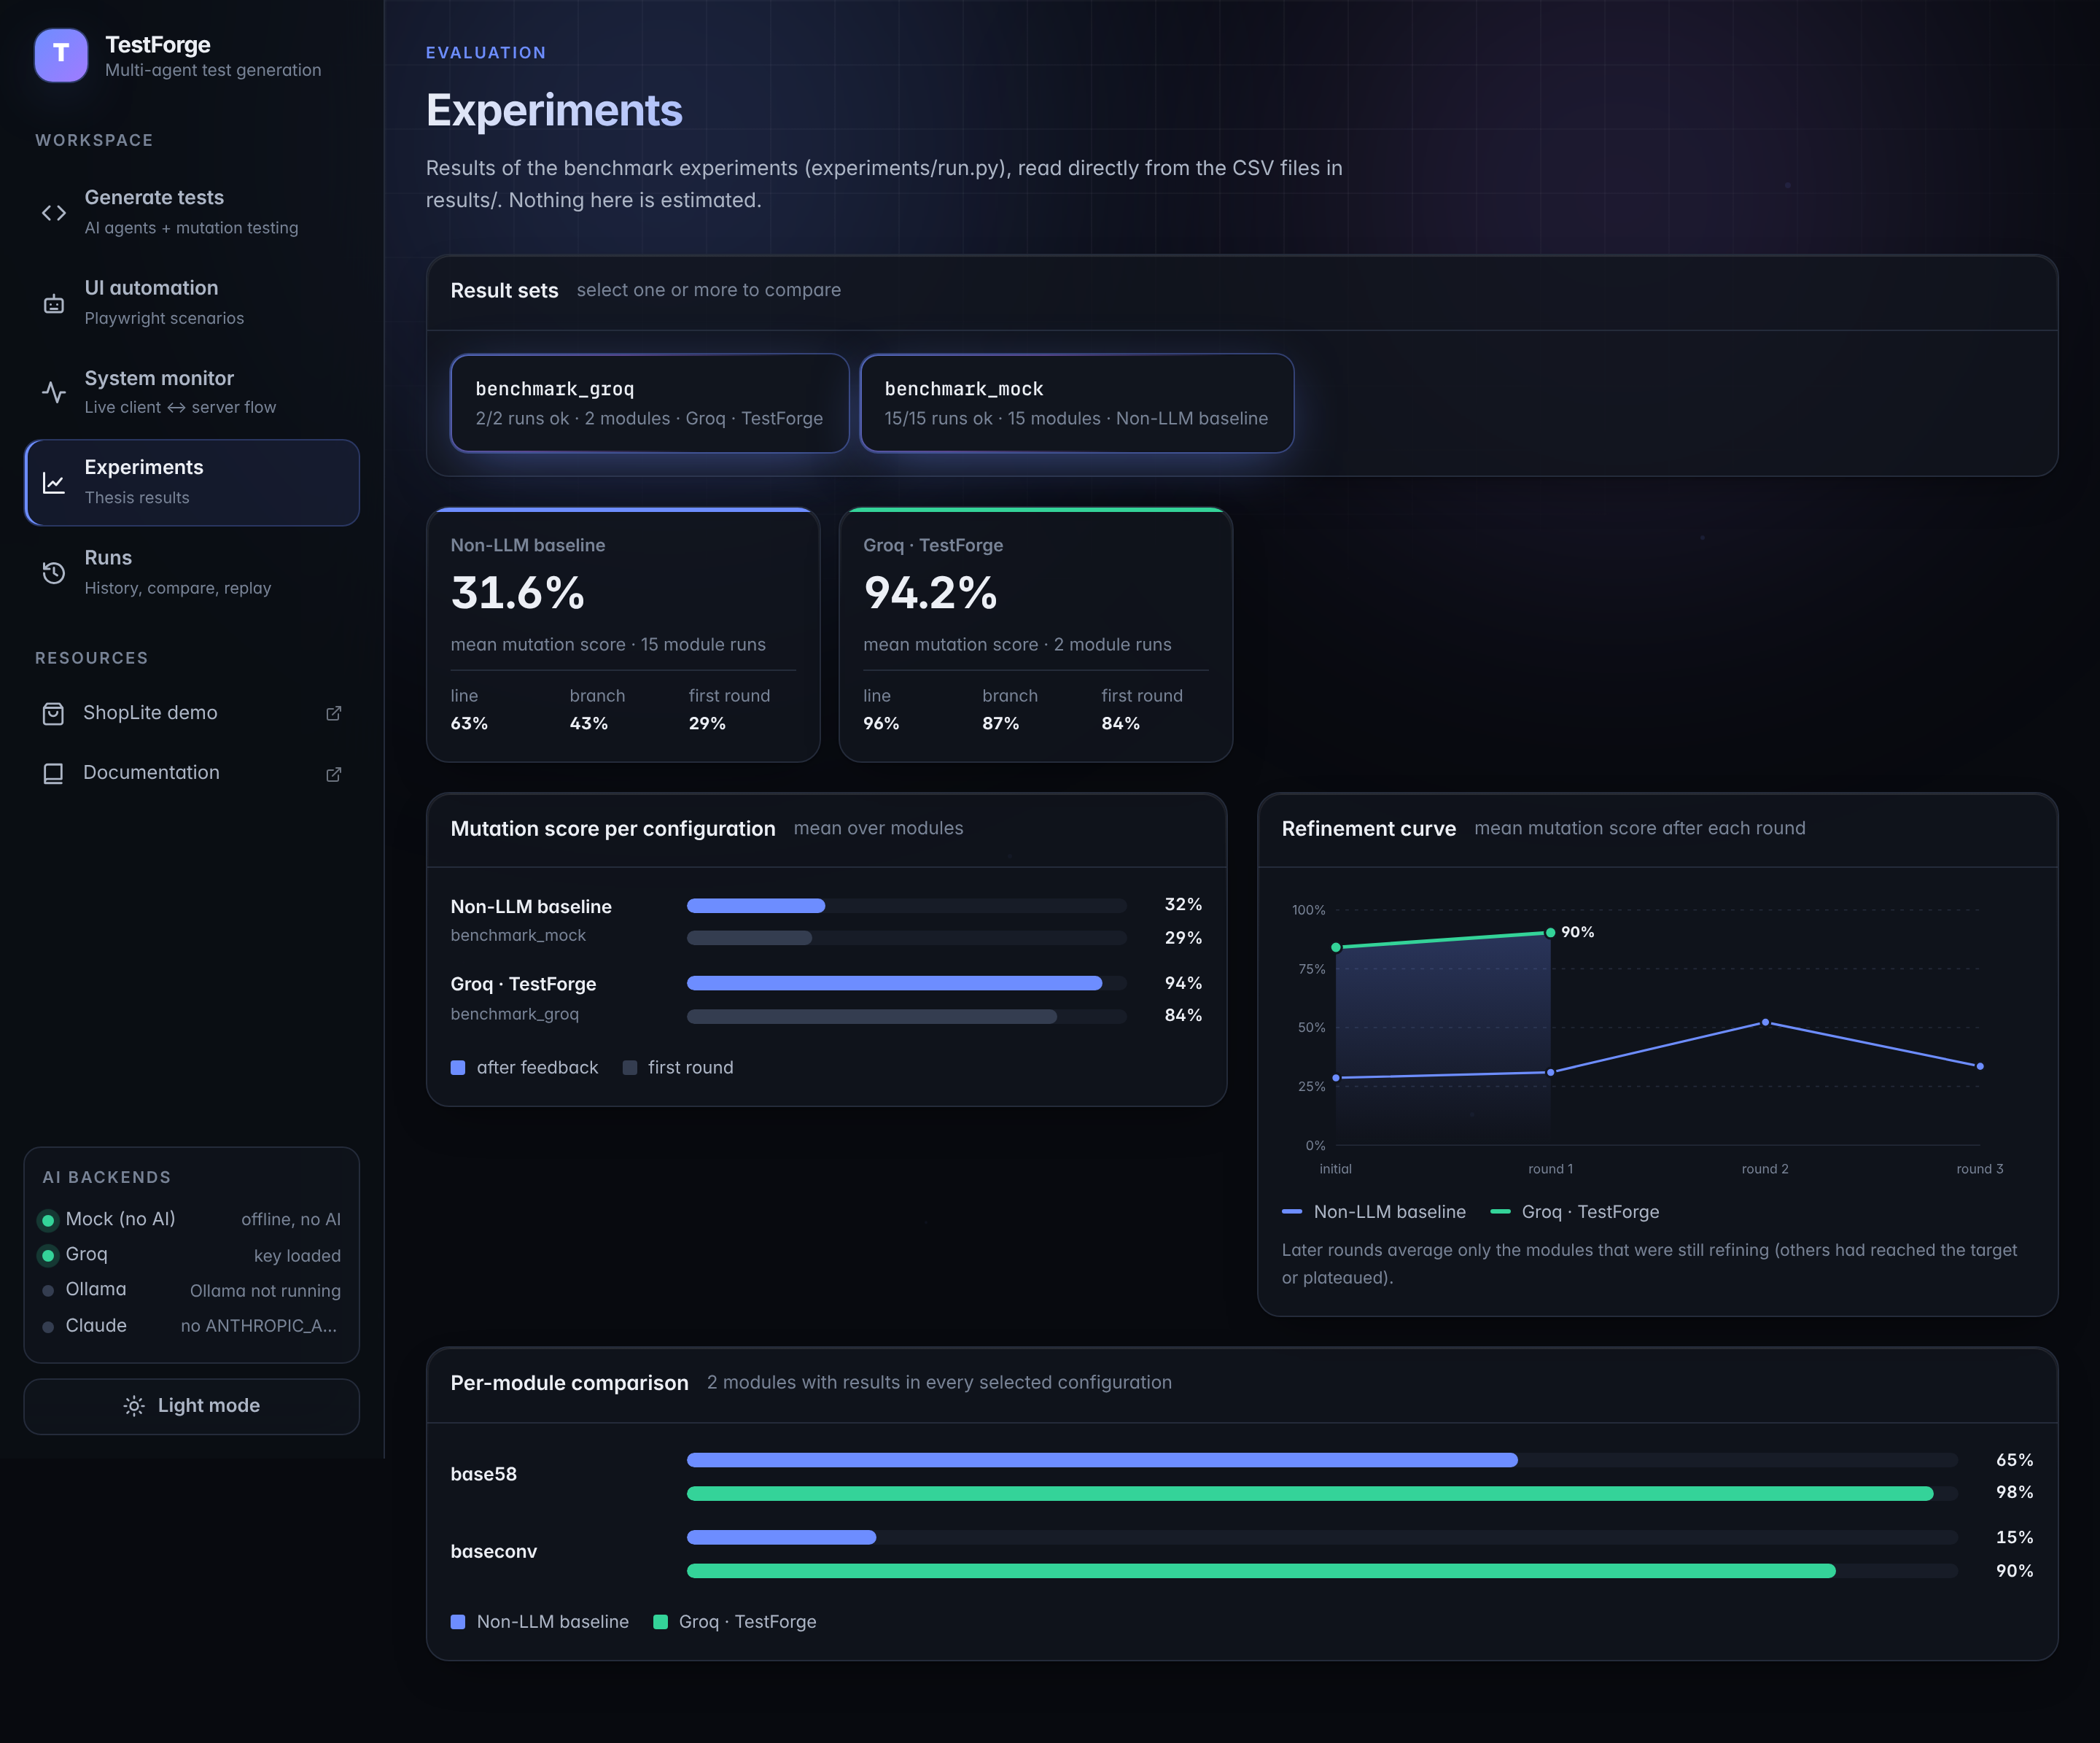 T
TestForge
Multi-agent test generation
WORKSPACE
Generate tests
AI agents + mutation testing
UI automation
Playwright scenarios
System monitor
Live client ↔ server flow
Experiments
Thesis results
Runs
History, compare, replay
RESOURCES
ShopLite demo
Documentation
AI BACKENDS
Mock (no AI) offline, no AI
Groq key loaded
Ollama Ollama not running
Claude no ANTHROPIC_A...
Light mode
EVALUATION
Experiments
Results of the benchmark experiments (experiments/run.py), read directly from the CSV files in
results/. Nothing here is estimated.
Result sets select one or more to compare
benchmark_groq
2/2 runs ok · 2 modules · Groq · TestForge
benchmark_mock
15/15 runs ok · 15 modules · Non-LLM baseline
Non-LLM baseline
31.6%
mean mutation score · 15 module runs
line branch first round
63% 43% 29%
Groq · TestForge
94.2%
mean mutation score · 2 module runs
line branch first round
96% 87% 84%
Mutation score per configuration mean over modules
Non-LLM baseline 32%
benchmark_mock 29%
Groq · TestForge 94%
benchmark_groq 84%
after feedback first round
Refinement curve mean mutation score after each round
100%
90%
75%
50%
25%
0%
initial round 1 round 2 round 3
Non-LLM baseline Groq · TestForge
Later rounds average only the modules that were still refining (others had reached the target
or plateaued).
Per-module comparison 2 modules with results in every selected configuration
base58 65%
98%
baseconv 15%
90%
Non-LLM baseline Groq · TestForge